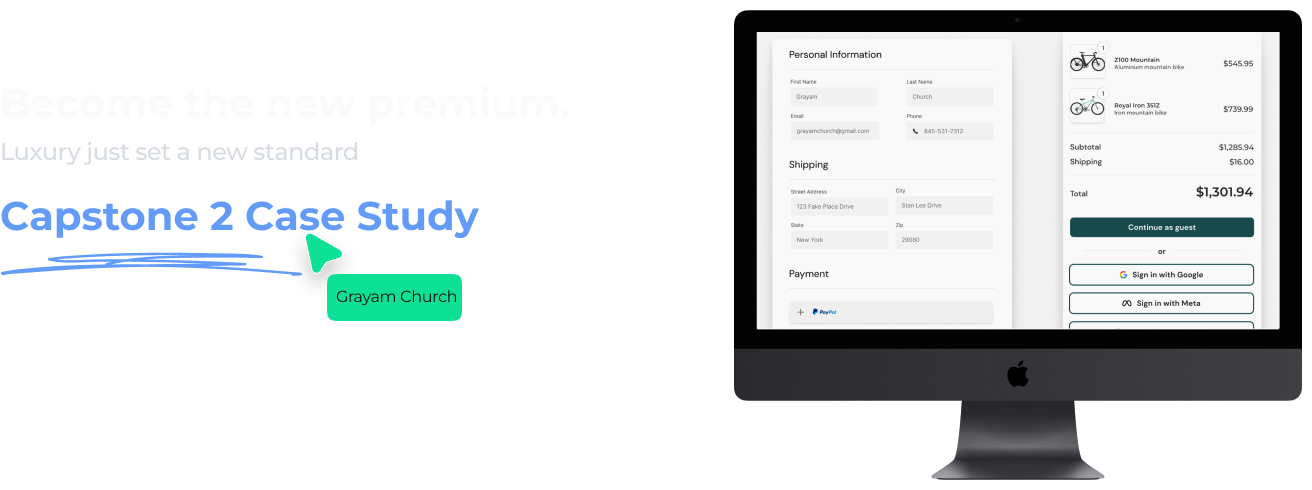 Become the new premium.
Luxury just set a new standard
Capstone 2 Case Study
Grayam Church
Personal Information
First Name
Last Name
Grayam
Church
Email
Phone
grayamchurch@gmail.com
845-531-7312
Shipping
Street Address
City
123 Fake Place Drive
Stan Lee Drive
State
Zip
New York
29080
Payment
PayPal
1
Z100 Mountain
Aluminum mountain bike
$545.95
1
Royal Iron 351Z
Iron mountain bike
$739.99
Subtotal
$1,285.94
Shipping
$16.00
Total
$1,301.94
Continue as guest
or
Sign in with Google
Sign in with Meta